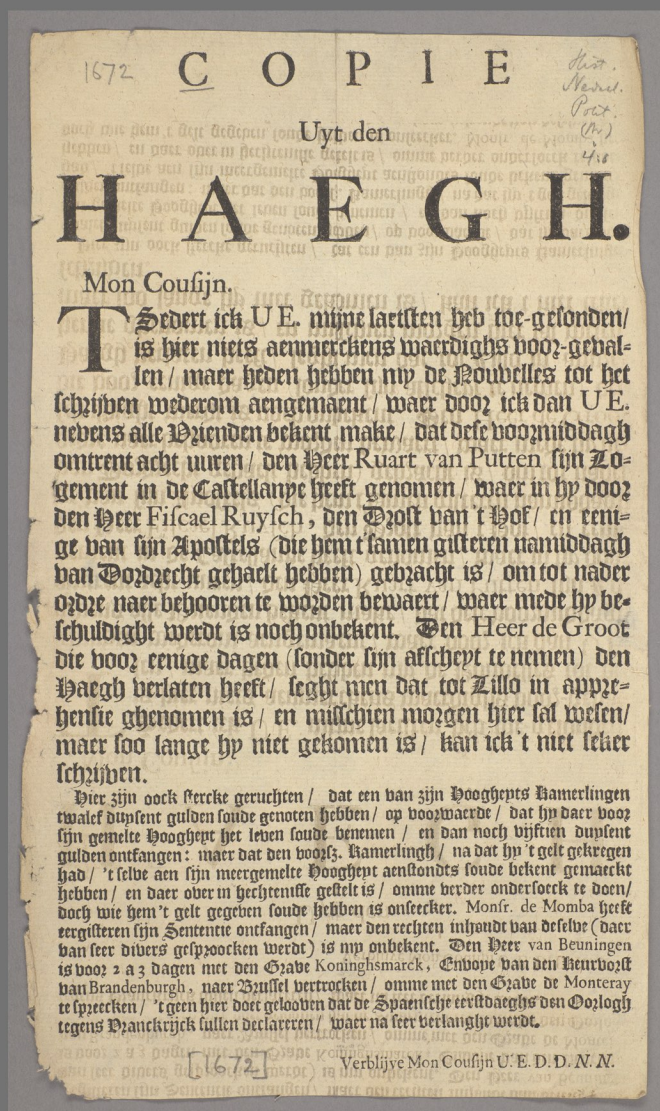 1672
COPIE
Hist.
Nederl.
Polit.
Uyt den
HAEGH.
Mon Couſijn.
TSedert ick UE. mijne laetſten heb toe-geſonden/
is hier niets aenmerckens waerdighs voor-geval-
len / maer heden hebben my de Nouvelles tot het
ſchrijven wederom aengemaent / waer door ick dan UE.
nevens alle Vrienden bekent make / dat deſe voormiddagh
omtrent acht uuren / den Heer Ruart van Putten ſijn Lo-
gement in de Caſtellanye heeft genomen / waer in hy door
den Heer Fiſcael Ruyſch, den Droſt van 't Hof / en eeni-
ge van ſijn Apoſtels (die hem t'ſamen giſteren namiddagh
van Dordrecht gehaelt hebben) gebracht is / om tot nader
ordre naer behooren te worden bewaert / waer mede hy be-
ſchuldight werdt is noch onbekent. Den Heer de Groot
die voor eenige dagen (ſonder ſijn afſcheyt te nemen) den
Haegh verlaten heeft / ſeght men dat tot Lillo in appre-
henſie ghenomen is / en miſſchien morgen hier ſal weſen/
maer ſoo lange hy niet gekomen is / kan ick 't niet ſeker
ſchrijven.
Hier zijn oock ſtercke geruchten / dat een van zijn Hoogheyts Kamerlingen
twalef duyſent gulden ſoude genoten hebben / op voorwaerde / dat hy daer voor
ſijn gemelte Hoogheyt het leven ſoude benemen / en dan noch vijftien duyſent
gulden ontfangen: maer dat den voorſz. Kamerlingh / na dat hy 't gelt gekregen
had / 't ſelve aen ſijn meergemelte Hoogheyt aenſtondts ſoude bekent gemaeckt
hebben / en daer over in hechteniſſe geſtelt is / omme verder onderſoeck te doen/
doch wie hem't gelt gegeven ſoude hebben is onſeecker. Monſr. de Momba heeft
eergiſteren ſijn Sententie ontfangen / maer den rechten inhoudt van deſelve (daer
van ſeer divers geſproocken werdt) is my onbekent. Den Heer van Beuningen
is voor 2 a 3 dagen met den Grave Koninghsmarck, Envoye van den Keurvorſt
van Brandenburgh, naer Bruſſel vertrocken / omme met den Grave de Monteray
te ſpreecken / 't geen hier doet gelooven dat de Spaenſche eerſtdaeghs den Oorlogh
tegens Vranckrijck ſullen declareren / waer na ſeer verlanght werdt.
[1672]
Verblijve Mon Couſijn U. E. D. D. N. N.